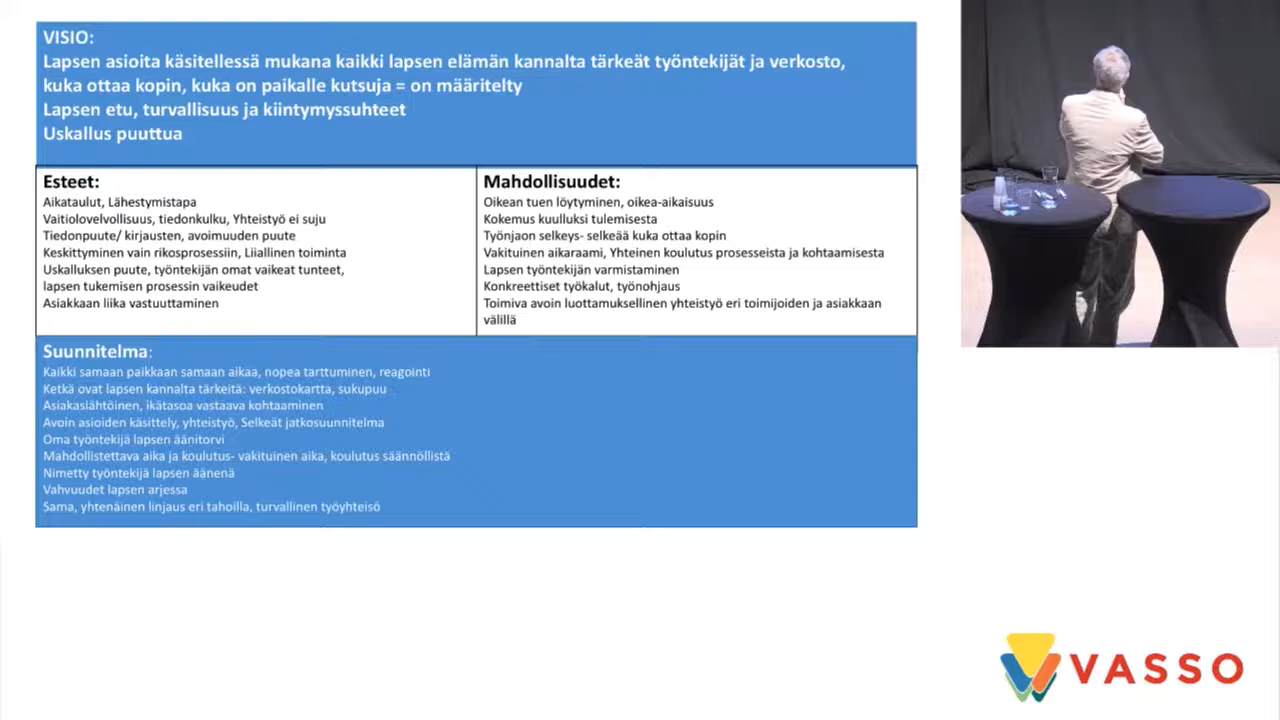 VISIO:
Lapsen asioita käsitellessä mukana kaikki lapsen elämän kannalta tärkeät työntekijät ja verkosto,
kuka ottaa kopin, kuka on paikalle kutsuja = on määritelty
Lapsen etu, turvallisuus ja kiintymyssuhteet
Uskallus puuttua
Esteet:
Aikataulut, Lähestymistapa
Vaitiolovelvollisuus, tiedonkulku, Yhteistyö ei suju
Tiedonpuute/ kirjausten, avoimuuden puute
Keskittyminen vain rikosprosessiin, Liiallinen toiminta
Uskalluksen puute, työntekijän omat vaikeat tunteet,
lapsen tukemisen prosessin vaikeudet
Asiakkaan liika vastuuttaminen
Mahdollisuudet:
Oikean tuen löytyminen, oikea-aikaisuus
Kokemus kuulluksi tulemisesta
Työnjaon selkeys- selkeää kuka ottaa kopin
Vakituinen aikaraami, Yhteinen koulutus prosesseista ja kohtaamisesta
Lapsen työntekijän varmistaminen
Konkreettiset työkalut, työnohjaus
Toimiva avoin luottamuksellinen yhteistyö eri toimijoiden ja asiakkaan
välillä
Suunnitelma:
Kaikki samaan paikkaan samaan aikaa, nopea tarttuminen, reagointi
Ketkä ovat lapsen kannalta tärkeitä: verkostokartta, sukupuu
Asiakaslähtöinen, ikätasoa vastaava kohtaaminen
Avoin asioiden käsittely, yhteistyö, Selkeät jatkosuunnitelma
Oma työntekijä lapsen äänitorvi
Mahdollistettava aika ja koulutus- vakituinen aika, koulutus säännöllistä
Nimetty työntekijä lapsen äänenä
Vahvuudet lapsen arjessa
Sama, yhtenäinen linjaus eri tahoilla, turvallinen työyhteisö
VASSO